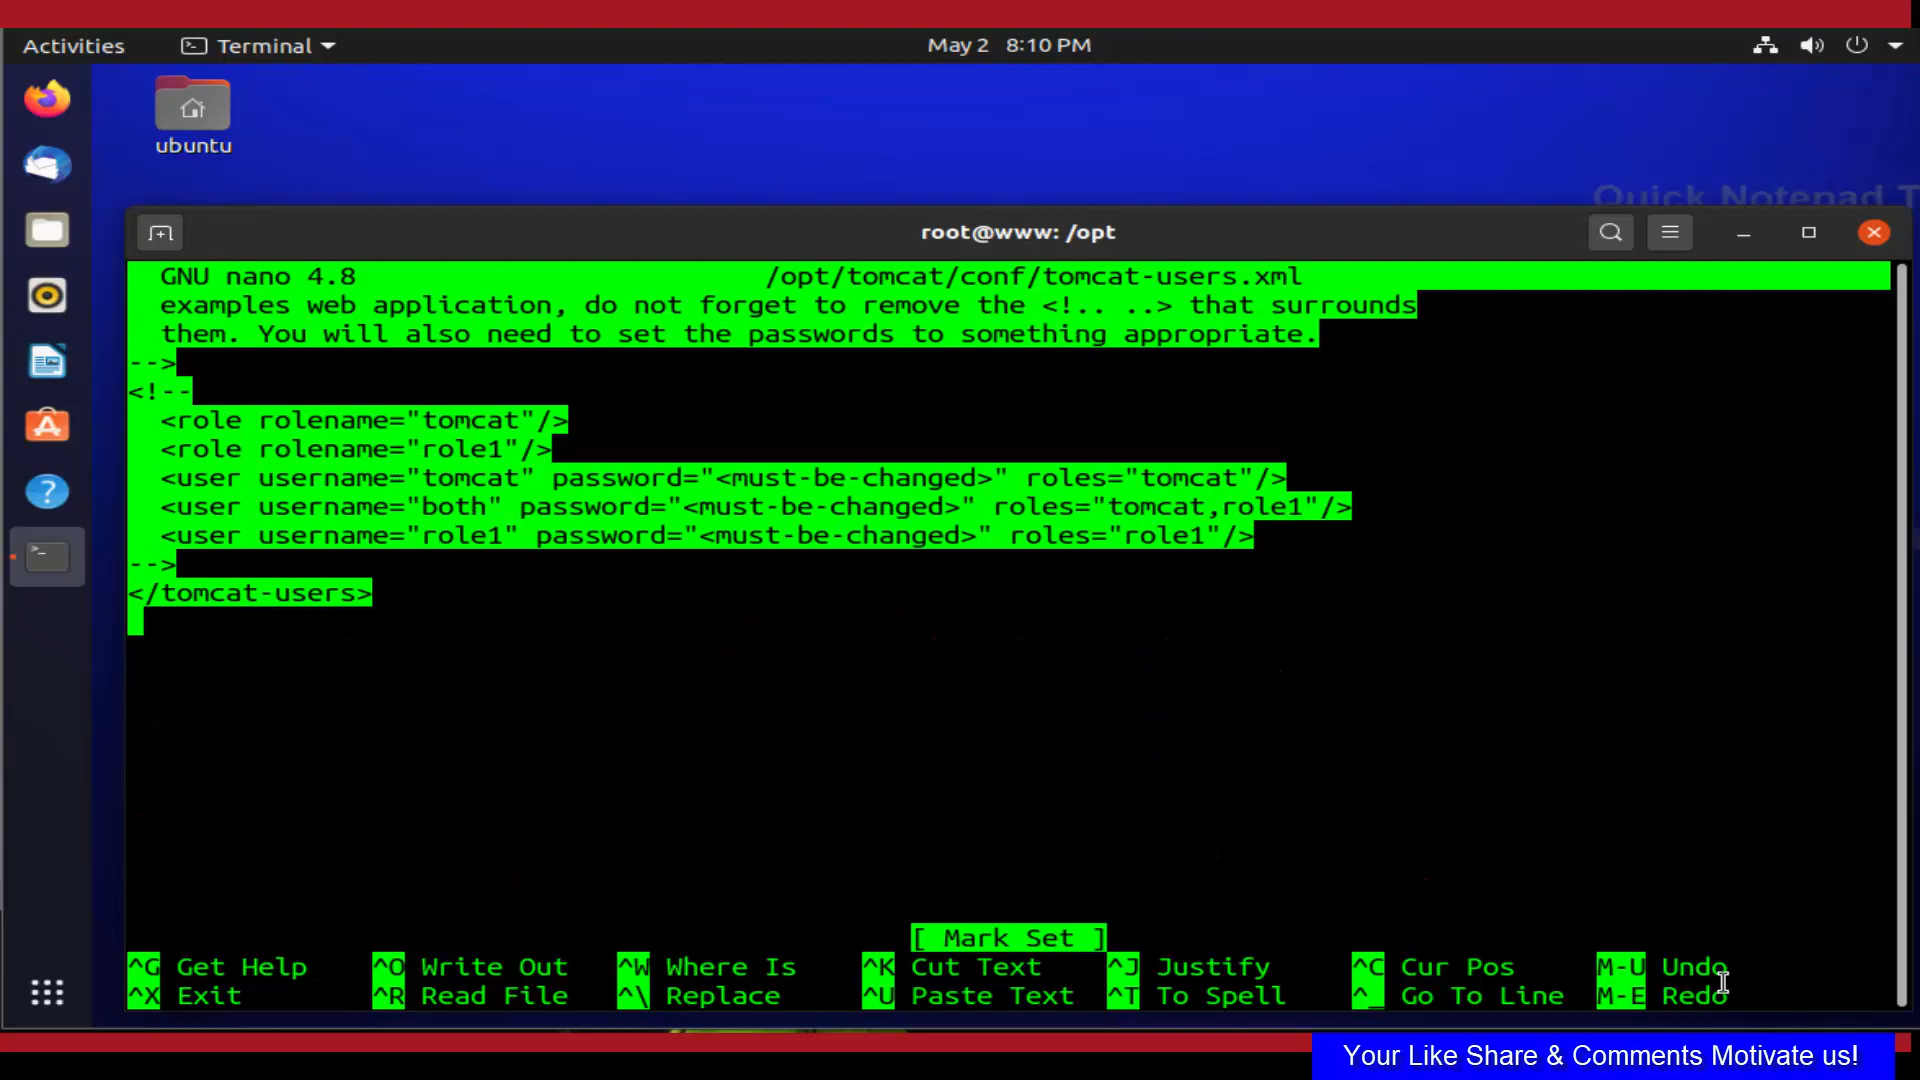 Activities Terminal May 2 8:10 PM
ubuntu
Quick Notepad T
root@www: /opt
GNU nano 4.8 /opt/tomcat/conf/tomcat-users.xml
examples web application, do not forget to remove the <!.. ..> that surrounds
them. You will also need to set the passwords to something appropriate.
-->
<!--
<role rolename="tomcat"/>
<role rolename="role1"/>
<user username="tomcat" password="<must-be-changed>" roles="tomcat"/>
<user username="both" password="<must-be-changed>" roles="tomcat,role1"/>
<user username="role1" password="<must-be-changed>" roles="role1"/>
-->
</tomcat-users>
[ Mark Set ]
^G Get Help ^O Write Out ^W Where Is ^K Cut Text ^J Justify ^C Cur Pos M-U Undo
^X Exit ^R Read File ^\ Replace ^U Paste Text ^T To Spell ^_ Go To Line M-E Redo
Your Like Share & Comments Motivate us!